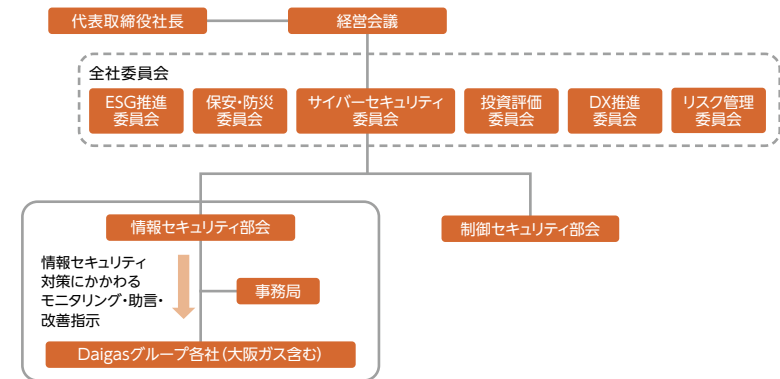 代表取締役社長
経営会議
全社委員会
ESG推進
委員会
保安・防災
委員会
サイバーセキュリティ
委員会
投資評価
委員会
DX推進
委員会
リスク管理
委員会
情報セキュリティ部会
制御セキュリティ部会
情報セキュリティ
対策にかかわる
モニタリング・助言・
改善指示
事務局
Daigasグループ各社（大阪ガス含む）